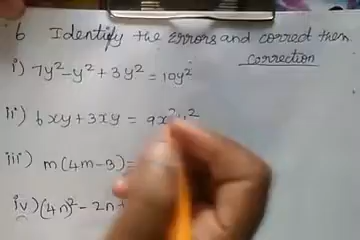 6 Identify the Errors and correct them
correction
i) 7y² - y² + 3y² = 10y²
ii) 6xy + 3xy = 9x²y²
iii) m(4m - 3) =
iv) (4n)² - 2n +